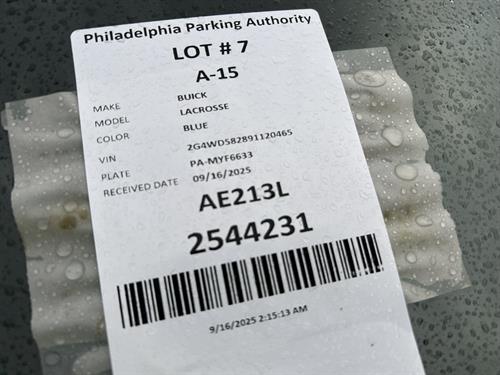 Philadelphia Parking Authority
LOT # 7
A-15
MAKE BUICK
MODEL LACROSSE
COLOR BLUE
VIN 2G4WD582891120465
PLATE PA-MYF6633
RECEIVED DATE 09/16/2025
AE213L
2544231
9/16/2025 2:15:13 AM